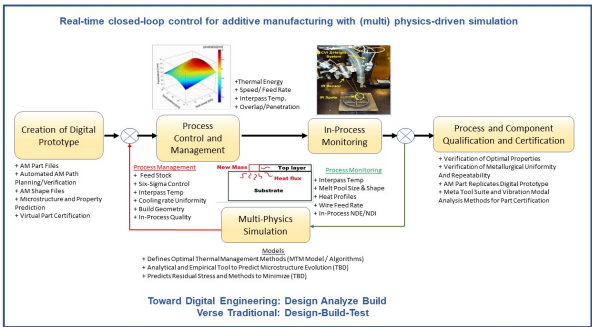 Real-time closed-loop control for additive manufacturing with (multi) physics-driven simulation
+Thermal Energy
+Speed/ Feed Rate
+Interpass Temp.
+Overlap/Penetration
Creation of Digital
Prototype
Process
Control and
Management
In-Process
Monitoring
Process and Component
Qualification and Certification
+ AM Part Files
+ Automated AM Path
Planning/Verification
+ AM Shape Files
+ Microstructure and Property
Prediction
+ Virtual Part Certification
Process Management
+ Feed Stock
+ Six-Sigma Control
+ Interpass Temp
+ Cooling rate Uniformity
+ Build Geometry
+ In-Process Quality
New Mass
Top layer
Heat flux
Substrate
Process Monitoring
+ Interpass Temp
+ Melt Pool Size & Shape
+ Heat Profiles
+ Wire Feed Rate
+ In-Process NDE/NDI
+ Verification of Optimal Properties
+ Verification of Metallurgical Uniformity
And Repeatability
+ AM Part Replicates Digital Prototype
+ Meta Tool Suite and Vibration Modal
Analysis Methods for Part Certification
Multi-Physics
Simulation
Models
+ Defines Optimal Thermal Management Methods (MTM Model / Algorithms)
+ Analytical and Empirical Tool to Predict Microstructure Evolution (TBD)
+ Predicts Residual Stress and Methods to Minimize (TBD)
Toward Digital Engineering: Design Analyze Build
Verse Traditional: Design-Build-Test